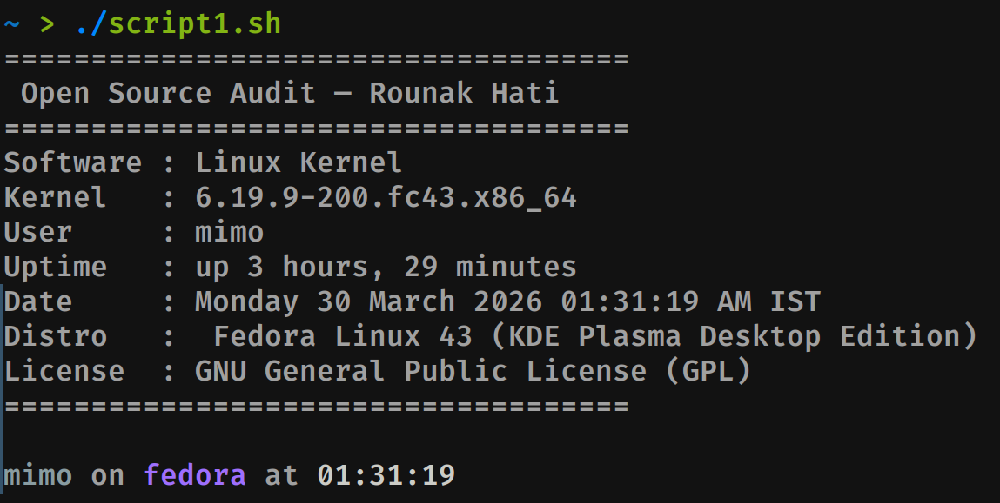 ~ > ./script1.sh
====================================
 Open Source Audit — Rounak Hati
====================================
Software : Linux Kernel
Kernel   : 6.19.9-200.fc43.x86_64
User     : mimo
Uptime   : up 3 hours, 29 minutes
Date     : Monday 30 March 2026 01:31:19 AM IST
Distro   :  Fedora Linux 43 (KDE Plasma Desktop Edition)
License  : GNU General Public License (GPL)
====================================
mimo on fedora at 01:31:19